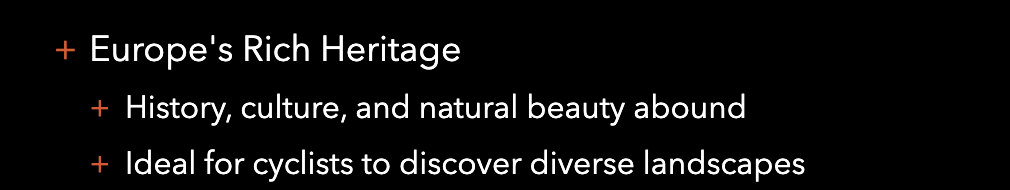 + Europe's Rich Heritage
+ History, culture, and natural beauty abound
+ Ideal for cyclists to discover diverse landscapes